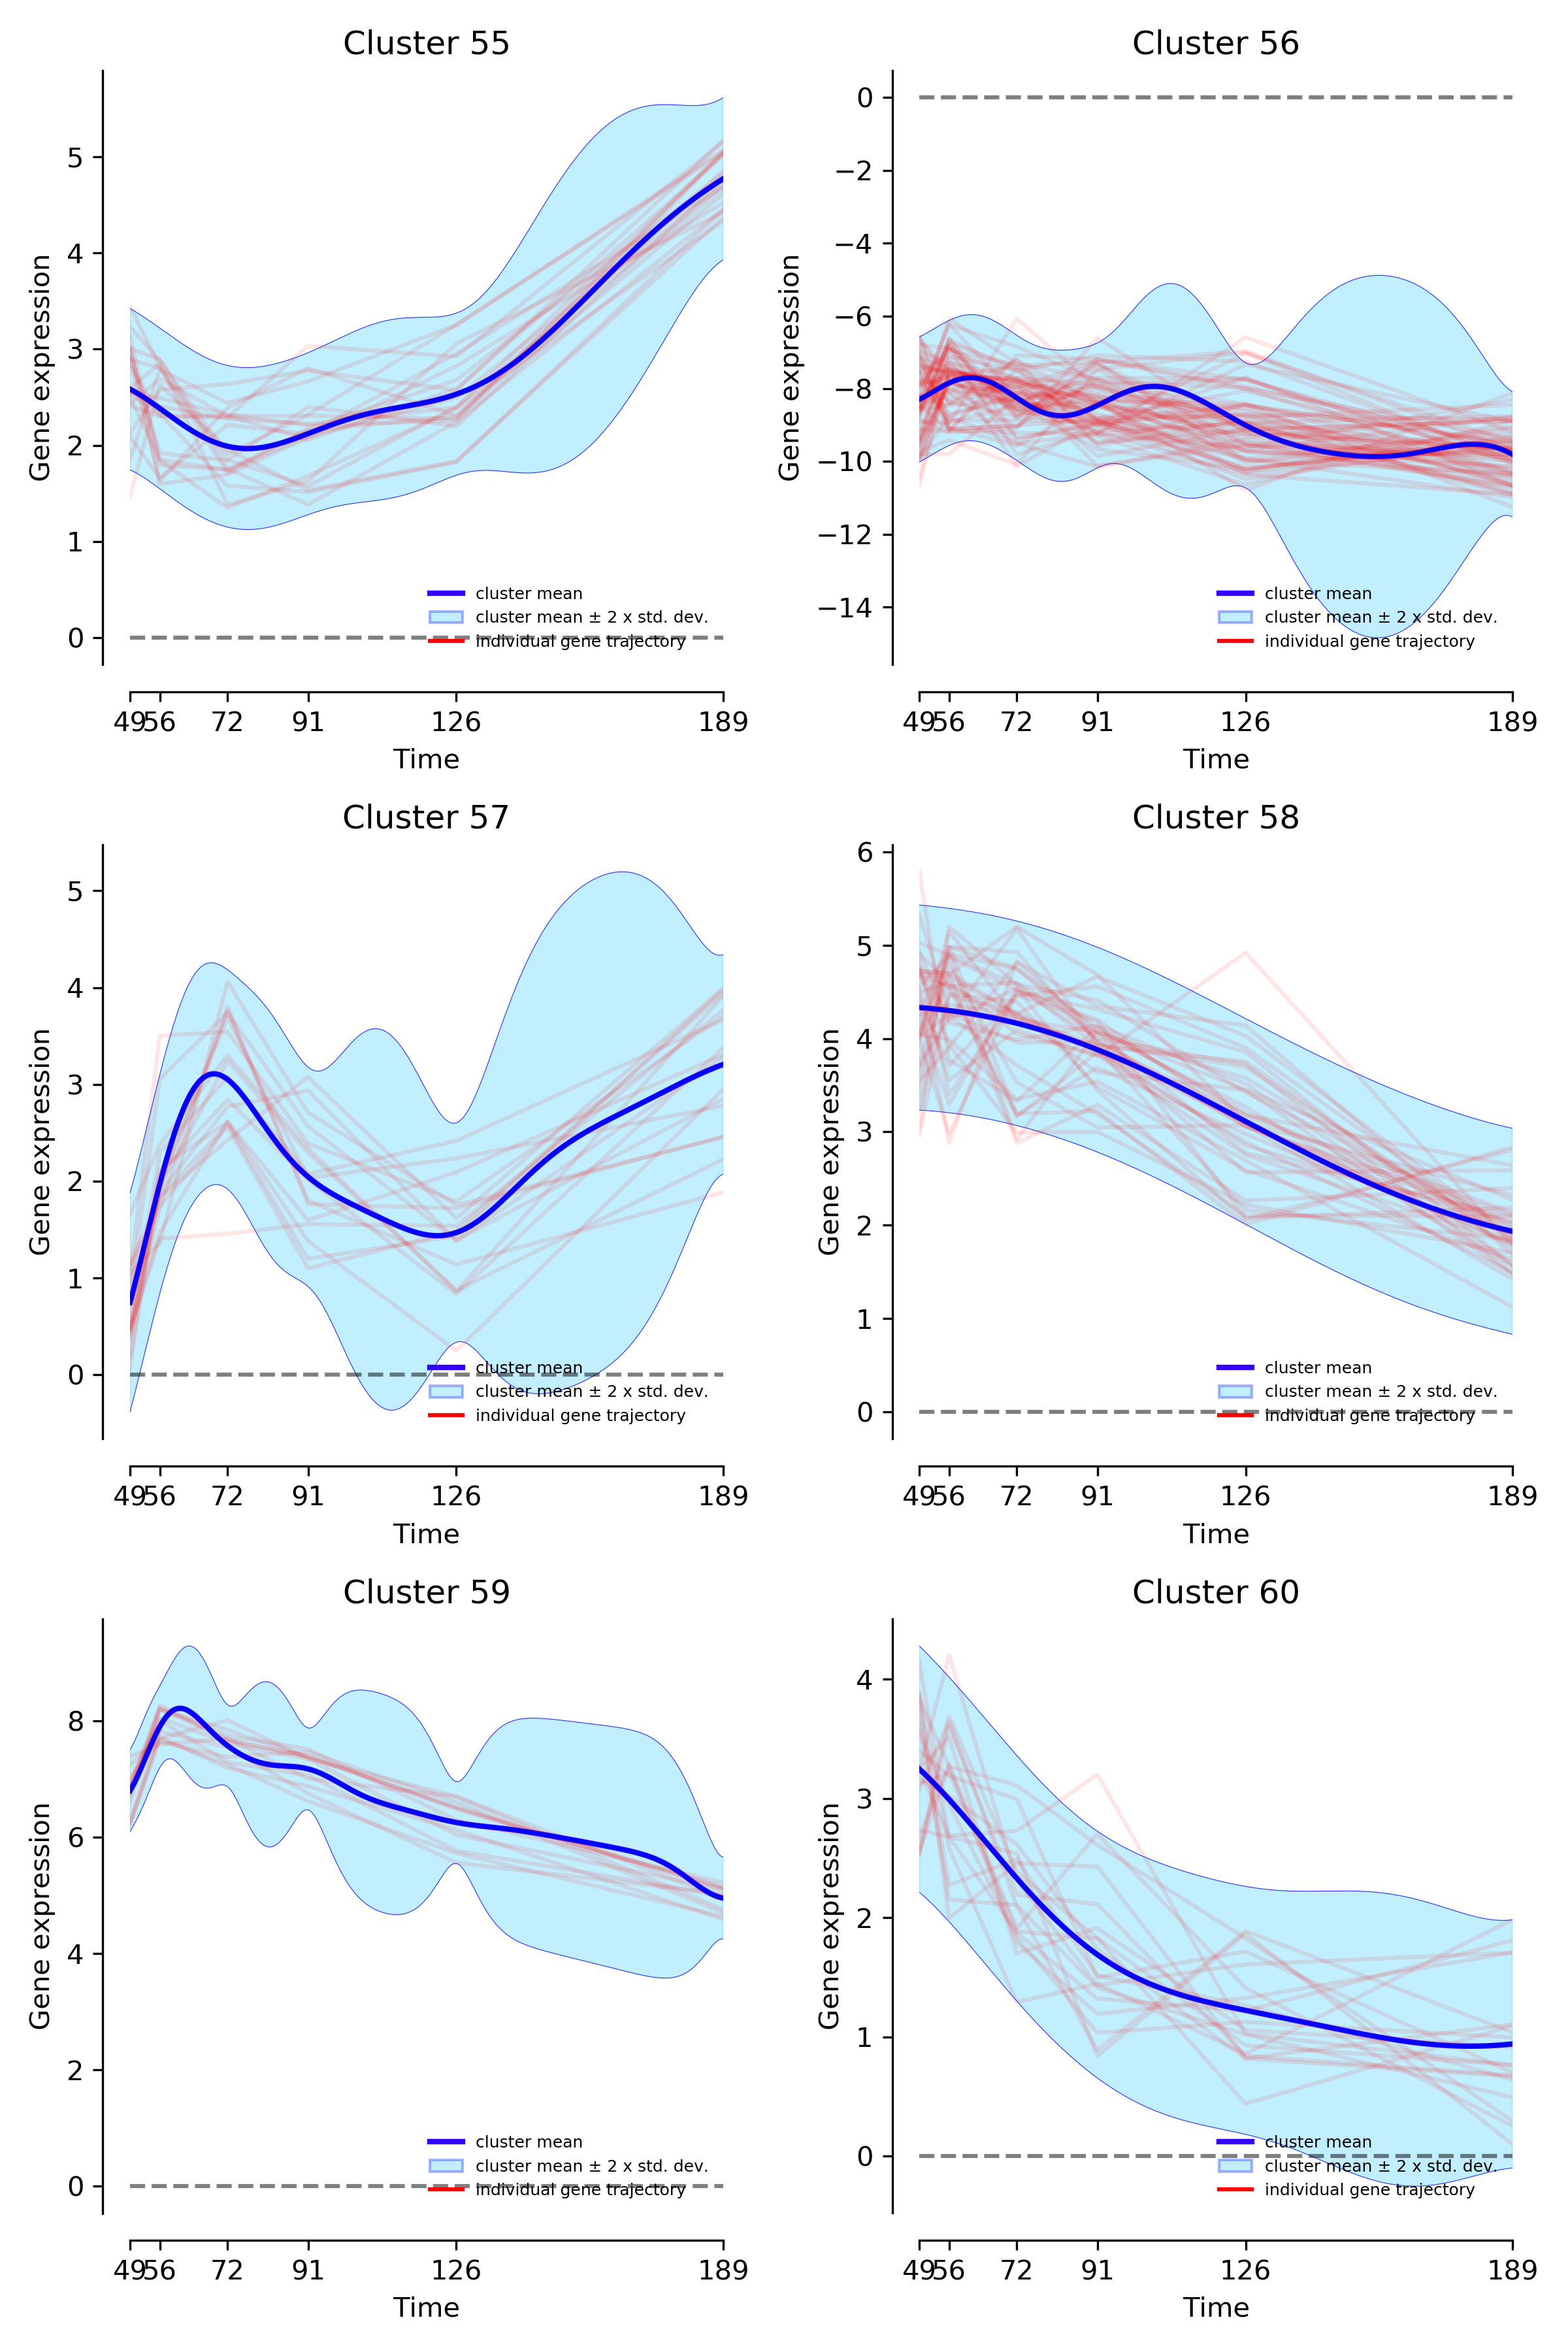 Cluster 55
Gene expression
5
4
3
2
1
0
cluster mean
cluster mean ± 2 x std. dev.
individual gene trajectory
49 56 72 91 126 189
Time
Cluster 56
Gene expression
0
−2
−4
−6
−8
−10
−12
−14
cluster mean
cluster mean ± 2 x std. dev.
individual gene trajectory
49 56 72 91 126 189
Time
Cluster 57
Gene expression
5
4
3
2
1
0
cluster mean
cluster mean ± 2 x std. dev.
individual gene trajectory
49 56 72 91 126 189
Time
Cluster 58
Gene expression
6
5
4
3
2
1
0
cluster mean
cluster mean ± 2 x std. dev.
individual gene trajectory
49 56 72 91 126 189
Time
Cluster 59
Gene expression
8
6
4
2
0
cluster mean
cluster mean ± 2 x std. dev.
individual gene trajectory
49 56 72 91 126 189
Time
Cluster 60
Gene expression
4
3
2
1
0
cluster mean
cluster mean ± 2 x std. dev.
individual gene trajectory
49 56 72 91 126 189
Time